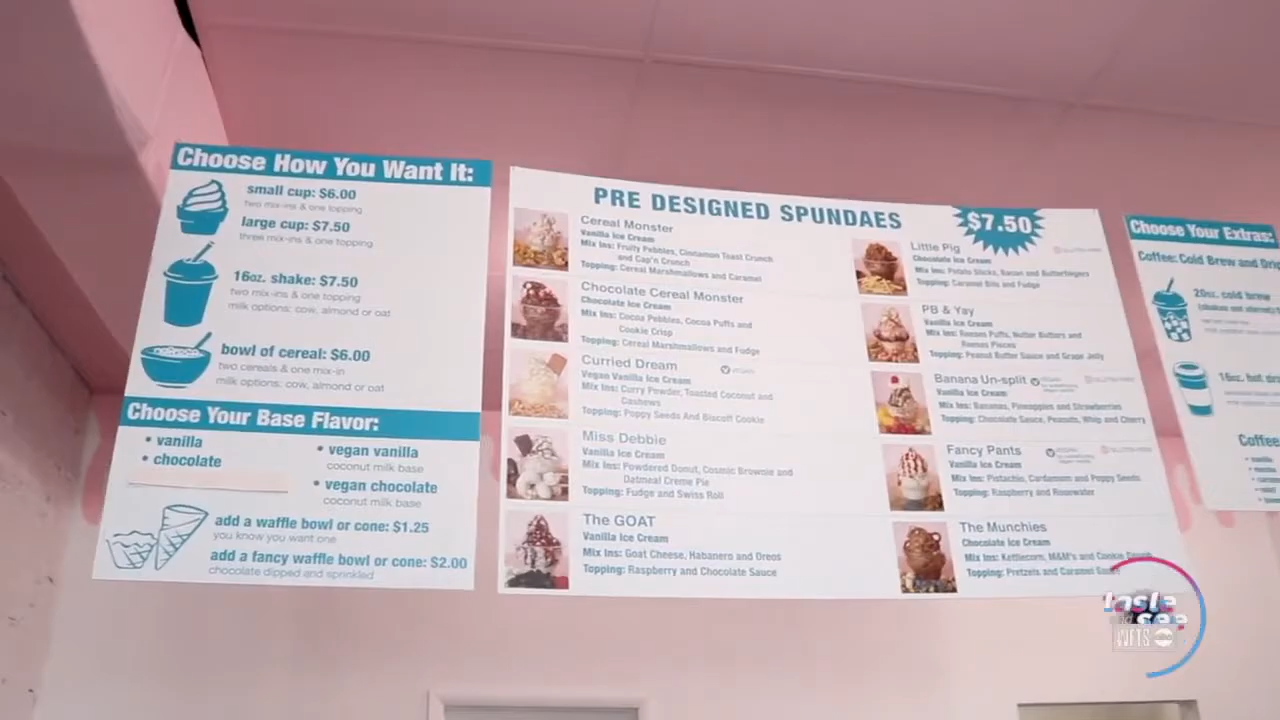 Choose How You Want It:
small cup: $6.00
two mix-ins & one topping
large cup: $7.50
three mix-ins & one topping
16oz. shake: $7.50
two mix-ins & one topping
milk options: cow, almond or oat
bowl of cereal: $6.00
two cereals & one mix-in
milk options: cow, almond or oat
Choose Your Base Flavor:
• vanilla
• chocolate
• vegan vanilla
coconut milk base
• vegan chocolate
coconut milk base
add a waffle bowl or cone: $1.25
you know you want one
add a fancy waffle bowl or cone: $2.00
chocolate dipped and sprinkled
PRE DESIGNED SPUNDAES
$7.50
Cereal Monster
Vanilla Ice Cream
Mix Ins: Fruity Pebbles, Cinnamon Toast Crunch
and Cap'n Crunch
Topping: Cereal Marshmallows and Caramel
Chocolate Cereal Monster
Chocolate Ice Cream
Mix Ins: Cocoa Pebbles, Cocoa Puffs and
Cookie Crisp
Topping: Cereal Marshmallows and Fudge
Curried Dream
VEGAN
Vegan Vanilla Ice Cream
Mix Ins: Curry Powder, Toasted Coconut and
Cashews
Topping: Poppy Seeds And Biscoff Cookie
Miss Debbie
Vanilla Ice Cream
Mix Ins: Powdered Donut, Cosmic Brownie and
Oatmeal Creme Pie
Topping: Fudge and Swiss Roll
The GOAT
Vanilla Ice Cream
Mix Ins: Goat Cheese, Habanero and Oreos
Topping: Raspberry and Chocolate Sauce
Little Pig
Chocolate Ice Cream
Mix Ins: Potato Sticks, Bacon and Butterfingers
Topping: Caramel Bits and Fudge
PB & Yay
Vanilla Ice Cream
Mix Ins: Reeses Puffs, Nutter Butters and
Reeses Pieces
Topping: Peanut Butter Sauce and Grape Jelly
Banana Un-split
Vanilla Ice Cream
Mix Ins: Bananas, Pineapples and Strawberries
Topping: Chocolate Sauce, Peanuts, Whip and Cherry
Fancy Pants
Vanilla Ice Cream
Mix Ins: Pistachio, Cardamom and Poppy Seeds
Topping: Raspberry and Rosewater
The Munchies
Chocolate Ice Cream
Mix Ins: Kettlecorn, M&M's and Cookie
Topping: Pretzels and Caramel
Choose Your Extras:
Coffee: Cold Brew and Drip
20oz. cold brew
16oz. hot
Coffee
taste
see
WFTS abc